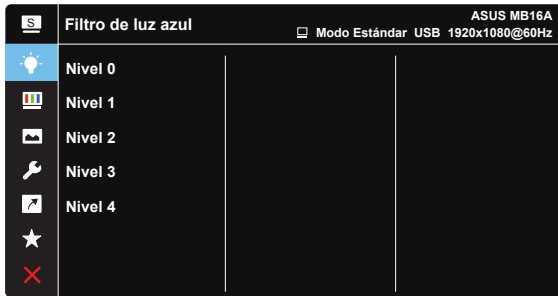 S
Filtro de luz azul
ASUS MB16A
Modo Estándar USB 1920x1080@60Hz
Nivel 0
Nivel 1
Nivel 2
Nivel 3
Nivel 4